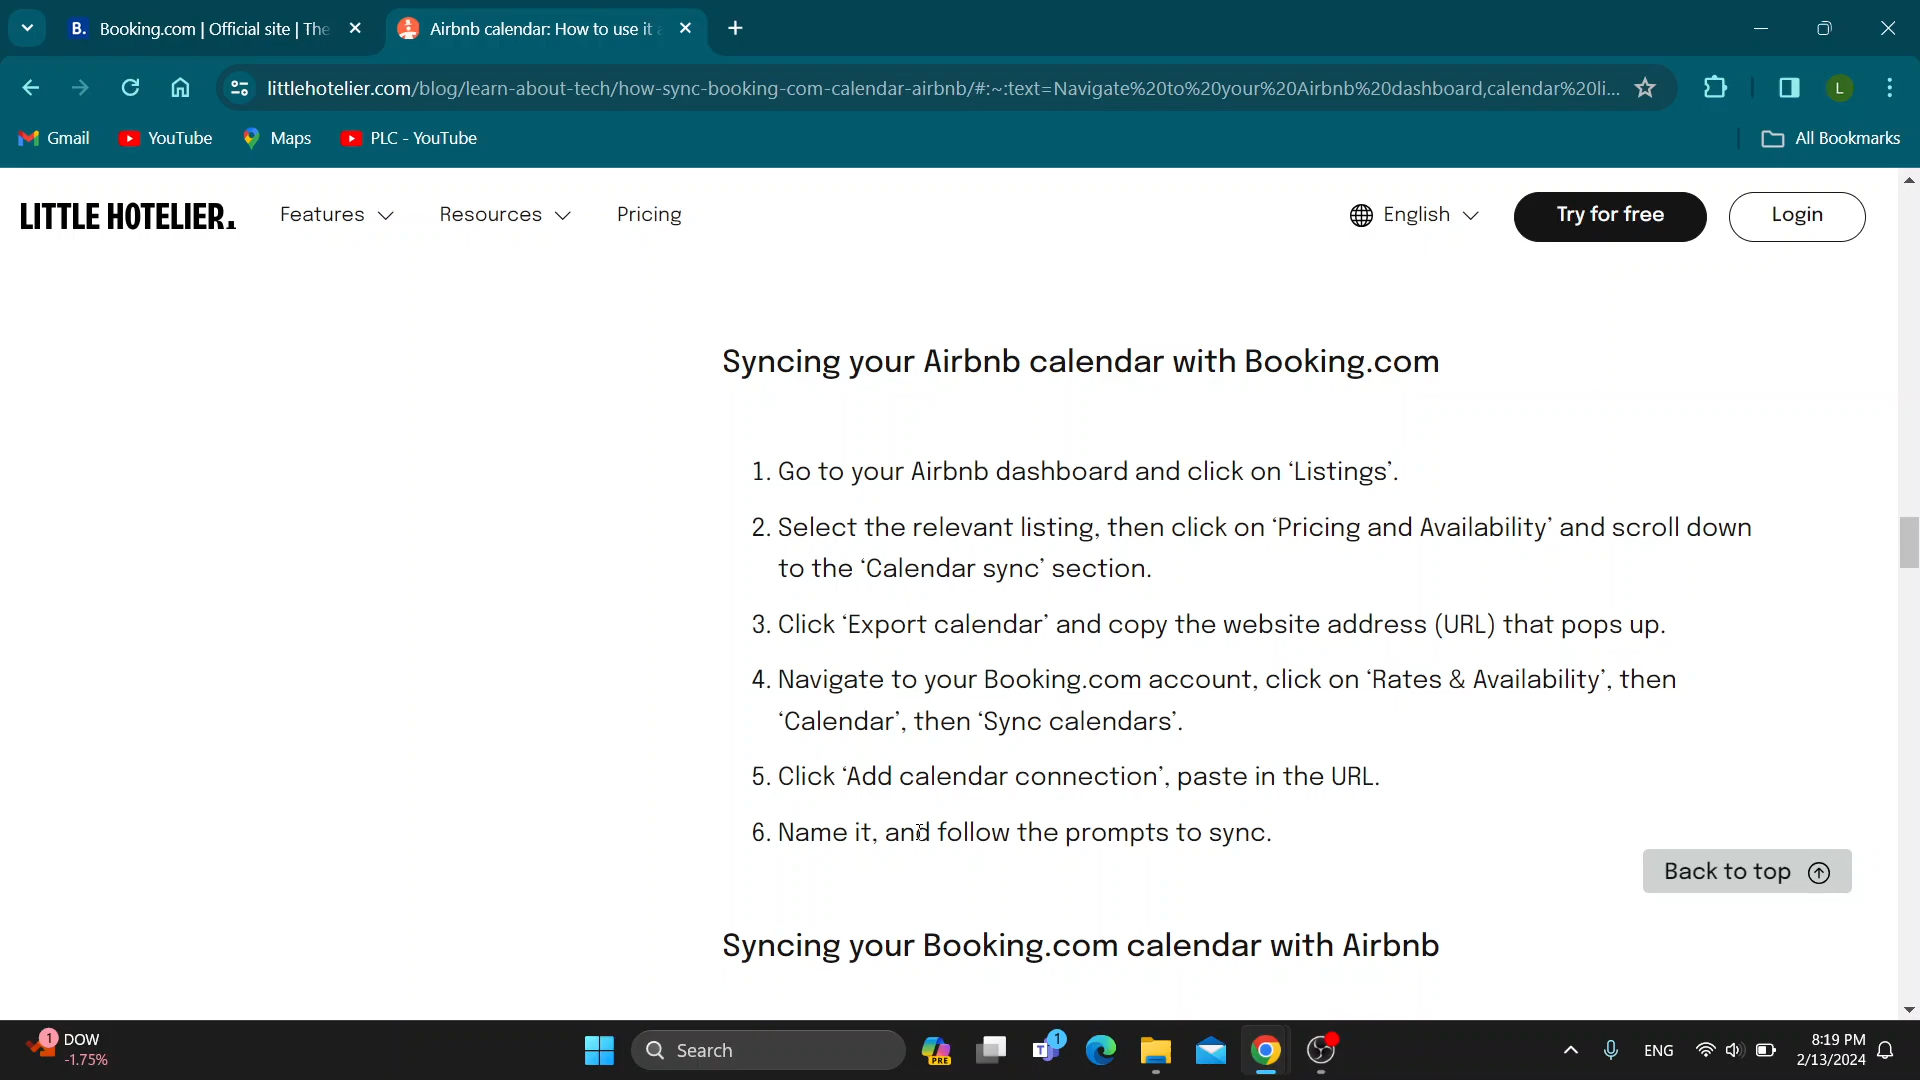 Booking.com | Official site | The
Airbnb calendar: How to use it a
littlehotelier.com/blog/learn-about-tech/how-sync-booking-com-calendar-airbnb/#:~:text=Navigate%20to%20your%20Airbnb%20dashboard,calendar%20li...
L
Gmail
YouTube
Maps
PLC - YouTube
All Bookmarks
LITTLE HOTELIER.
Features
Resources
Pricing
English
Try for free
Login
Syncing your Airbnb calendar with Booking.com
1. Go to your Airbnb dashboard and click on ‘Listings’.
2. Select the relevant listing, then click on ‘Pricing and Availability’ and scroll down
to the ‘Calendar sync’ section.
3. Click ‘Export calendar’ and copy the website address (URL) that pops up.
4. Navigate to your Booking.com account, click on ‘Rates & Availability’, then
‘Calendar’, then ‘Sync calendars’.
5. Click ‘Add calendar connection’, paste in the URL.
6. Name it, and follow the prompts to sync.
Back to top
Syncing your Booking.com calendar with Airbnb
1
DOW
-1.75%
Search
PRE
1
ENG
8:19 PM
2/13/2024